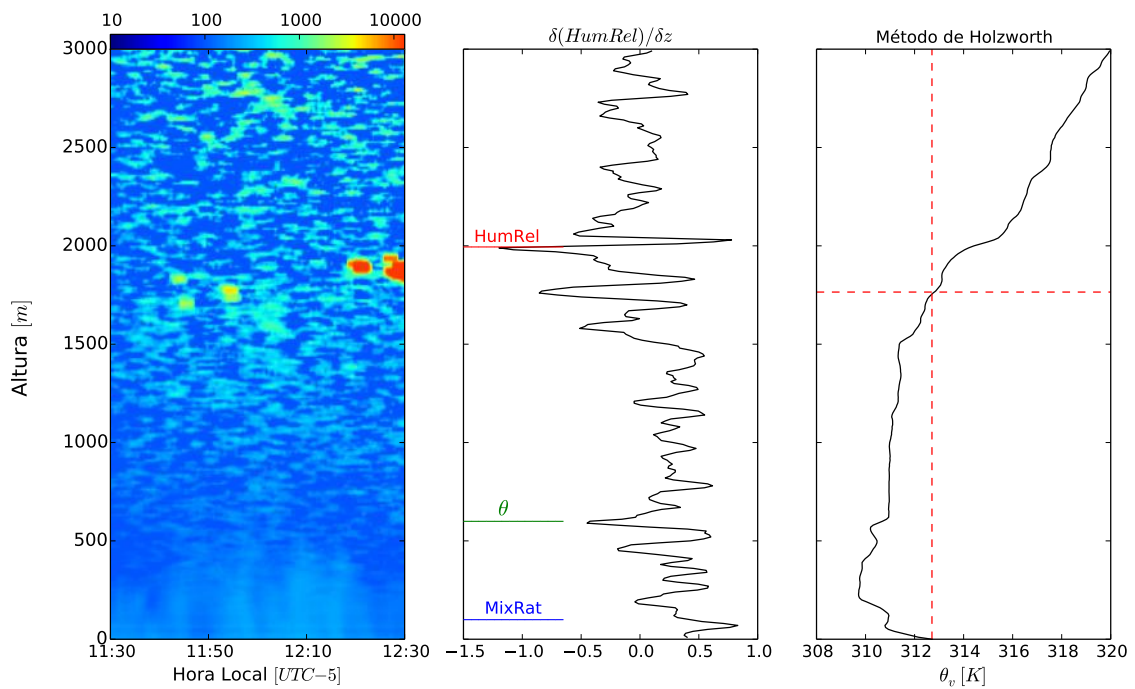 10 100 1000 10000
3000
2500
2000
1500
1000
500
0
Altura [m]
11:30 11:50 12:10 12:30
Hora Local [UTC−5]
δ(HumRel)/δz
HumRel
θ
MixRat
−1.5 −1.0 −0.5 0.0 0.5 1.0
Método de Holzworth
308 310 312 314 316 318 320
θv [K]